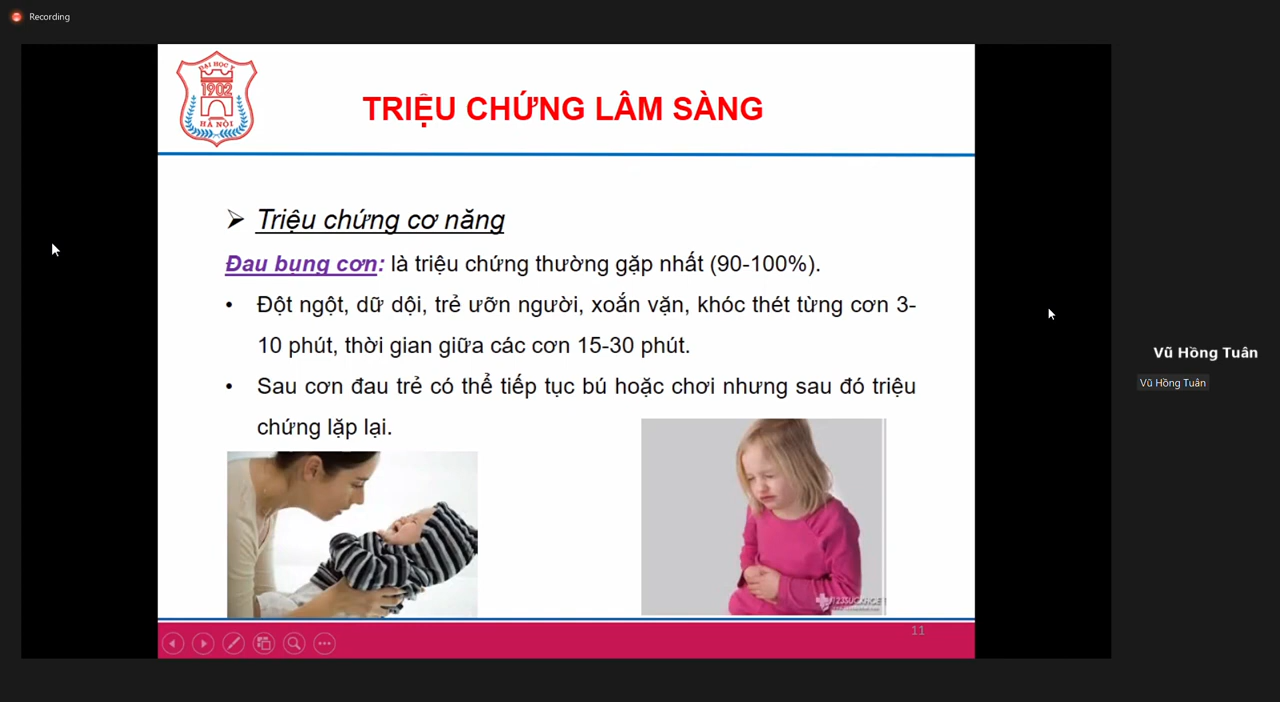 Recording
ĐẠI HỌC Y
1902
HÀ NỘI
TRIỆU CHỨNG LÂM SÀNG
➢ Triệu chứng cơ năng
Đau bụng cơn: là triệu chứng thường gặp nhất (90-100%).
• Đột ngột, dữ dội, trẻ ưỡn người, xoắn vặn, khóc thét từng cơn 3-
10 phút, thời gian giữa các cơn 15-30 phút.
• Sau cơn đau trẻ có thể tiếp tục bú hoặc chơi nhưng sau đó triệu
chứng lặp lại.
11
Vũ Hồng Tuân
Vũ Hồng Tuân